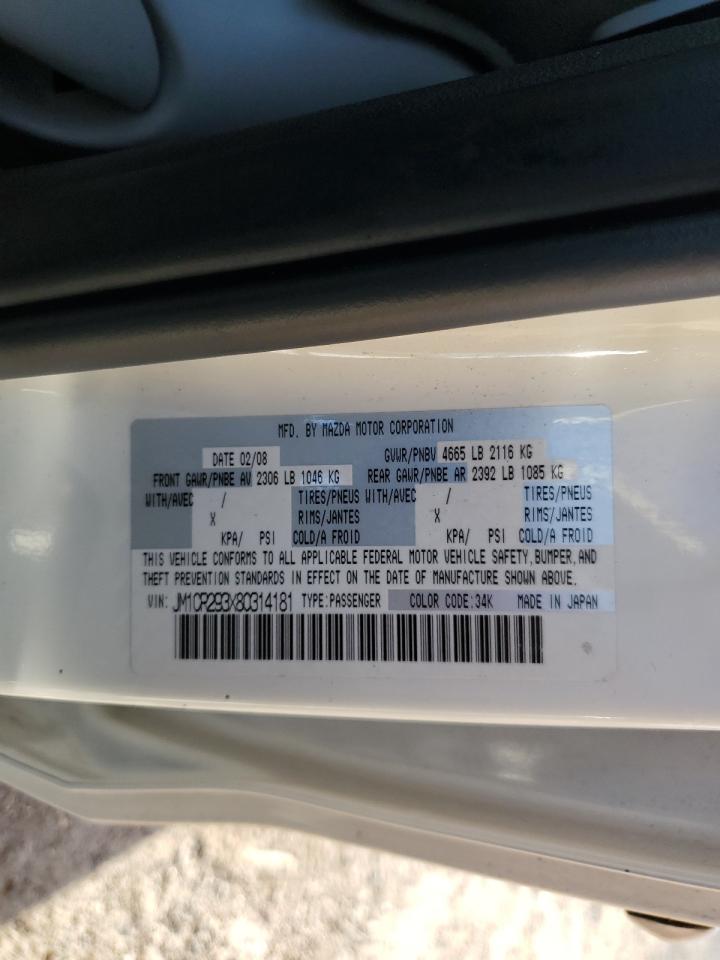 MFD. BY MAZDA MOTOR CORPORATION
DATE 02/08 GVWR/PNBV 4665 LB 2116 KG
FRONT GAWR/PNBE AV 2306 LB 1046 KG REAR GAWR/PNBE AR 2392 LB 1085 KG
WITH/AVEC / TIRES/PNEUS WITH/AVEC / TIRES/PNEUS
X RIMS/JANTES X RIMS/JANTES
KPA/ PSI COLD/A FROID KPA/ PSI COLD/A FROID
THIS VEHICLE CONFORMS TO ALL APPLICABLE FEDERAL MOTOR VEHICLE SAFETY, BUMPER, AND
THEFT PREVENTION STANDARDS IN EFFECT ON THE DATE OF MANUFACTURE SHOWN ABOVE.
VIN: JM1CR293X80314181 TYPE:PASSENGER COLOR CODE:34K MADE IN JAPAN